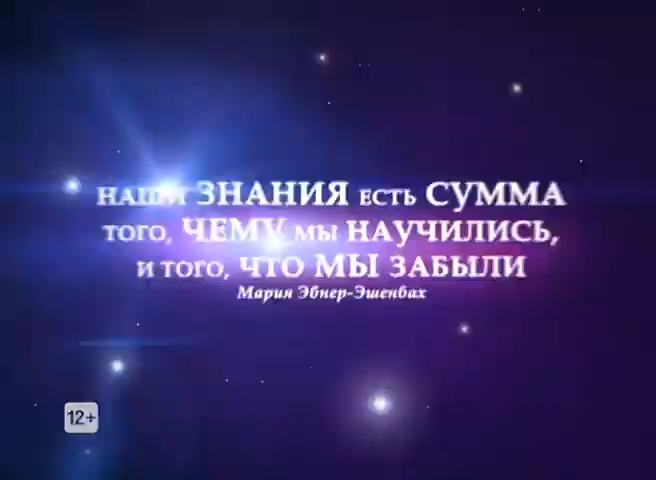 НАШИ ЗНАНИЯ ЕСТЬ СУММА
ТОГО, ЧЕМУ МЫ НАУЧИЛИСЬ,
И ТОГО, ЧТО МЫ ЗАБЫЛИ
Мария Эбнер-Эшенбах
12+